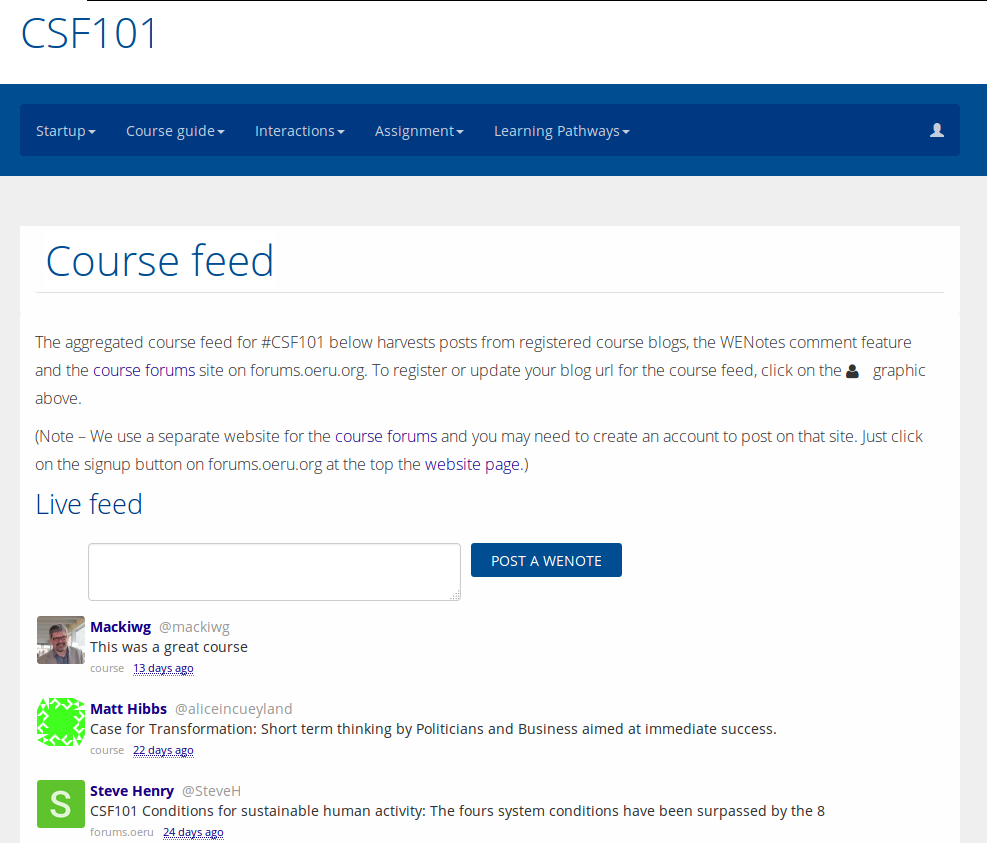 CSF101
Startup Course guide Interactions Assignment Learning Pathways
Course feed
The aggregated course feed for #CSF101 below harvests posts from registered course blogs, the WENotes comment feature
and the course forums site on forums.oeru.org. To register or update your blog url for the course feed, click on the graphic
above.
(Note – We use a separate website for the course forums and you may need to create an account to post on that site. Just click
on the signup button on forums.oeru.org at the top the website page.)
Live feed
POST A WENOTE
Mackiwg @mackiwg
This was a great course
course 13 days ago
Matt Hibbs @aliceincueyland
Case for Transformation: Short term thinking by Politicians and Business aimed at immediate success.
course 22 days ago
S
Steve Henry @SteveH
CSF101 Conditions for sustainable human activity: The fours system conditions have been surpassed by the 8
forums.oeru 24 days ago